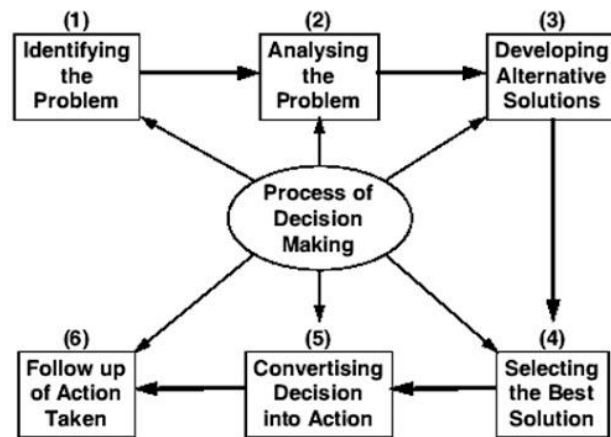 (1)
Identifying
the
Problem
(2)
Analysing
the
Problem
(3)
Developing
Alternative
Solutions
Process of
Decision
Making
(6)
Follow up
of Action
Taken
(5)
Convertising
Decision
into Action
(4)
Selecting
the Best
Solution